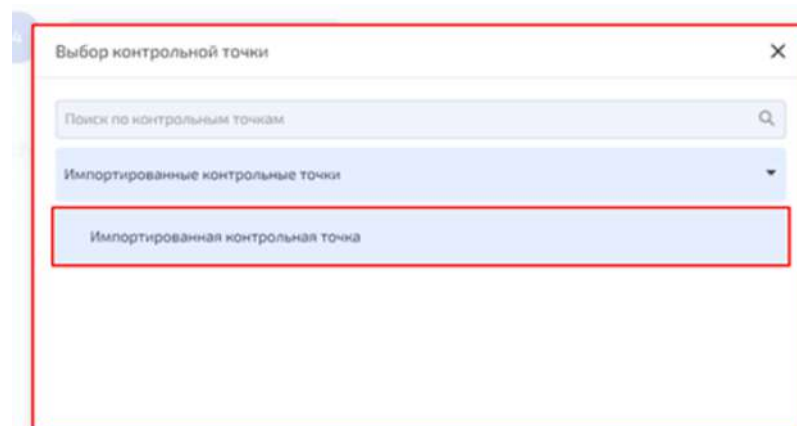 Выбор контрольной точки
Поиск по контрольным точкам
Импортированные контрольные точки
Импортированная контрольная точка